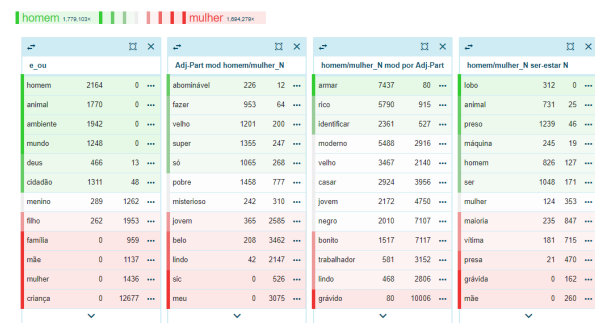 homem 1,779,103× mulher 1,694,279×
e_ou
homem 2164 0 •••
animal 1770 0 •••
ambiente 1942 0 •••
mundo 1248 0 •••
deus 466 13 •••
cidadão 1311 48 •••
menino 289 1262 •••
filho 262 1953 •••
família 0 959 •••
mãe 0 1137 •••
mulher 0 1436 •••
criança 0 12677 •••
Adj-Part mod homem/mulher_N
abominável 226 12 •••
fazer 953 64 •••
velho 1201 200 •••
super 1355 247 •••
só 1065 268 •••
pobre 1458 777 •••
misterioso 242 310 •••
jovem 365 2585 •••
belo 208 3462 •••
lindo 42 2147 •••
sic 0 526 •••
meu 0 3075 •••
homem/mulher_N mod por Adj-Part
armar 7437 80 •••
rico 5790 915 •••
identificar 2361 527 •••
moderno 5488 2916 •••
velho 3467 2140 •••
casar 2924 3956 •••
jovem 2172 4750 •••
negro 2010 7107 •••
bonito 1517 7117 •••
trabalhador 581 3152 •••
lindo 468 2806 •••
grávido 80 10006 •••
homem/mulher_N ser-estar N
lobo 312 0 •••
animal 731 25 •••
preso 1239 46 •••
máquina 245 19 •••
homem 826 127 •••
ser 1048 171 •••
mulher 124 353 •••
maioria 235 847 •••
vítima 181 715 •••
presa 21 470 •••
grávida 0 162 •••
mãe 0 260 •••